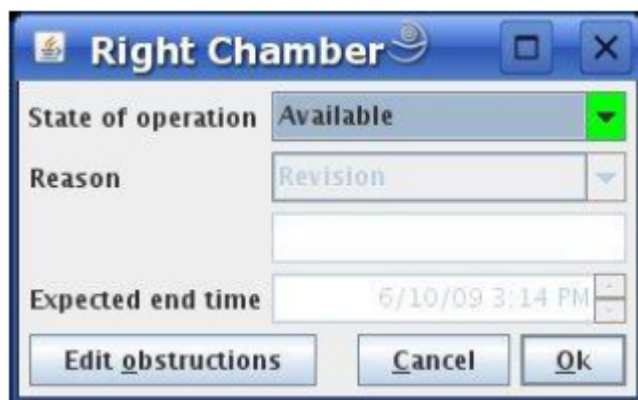 Right Chamber
State of operation Available
Reason Revision
Expected end time 6/10/09 3:14 PM
Edit obstructions Cancel Ok